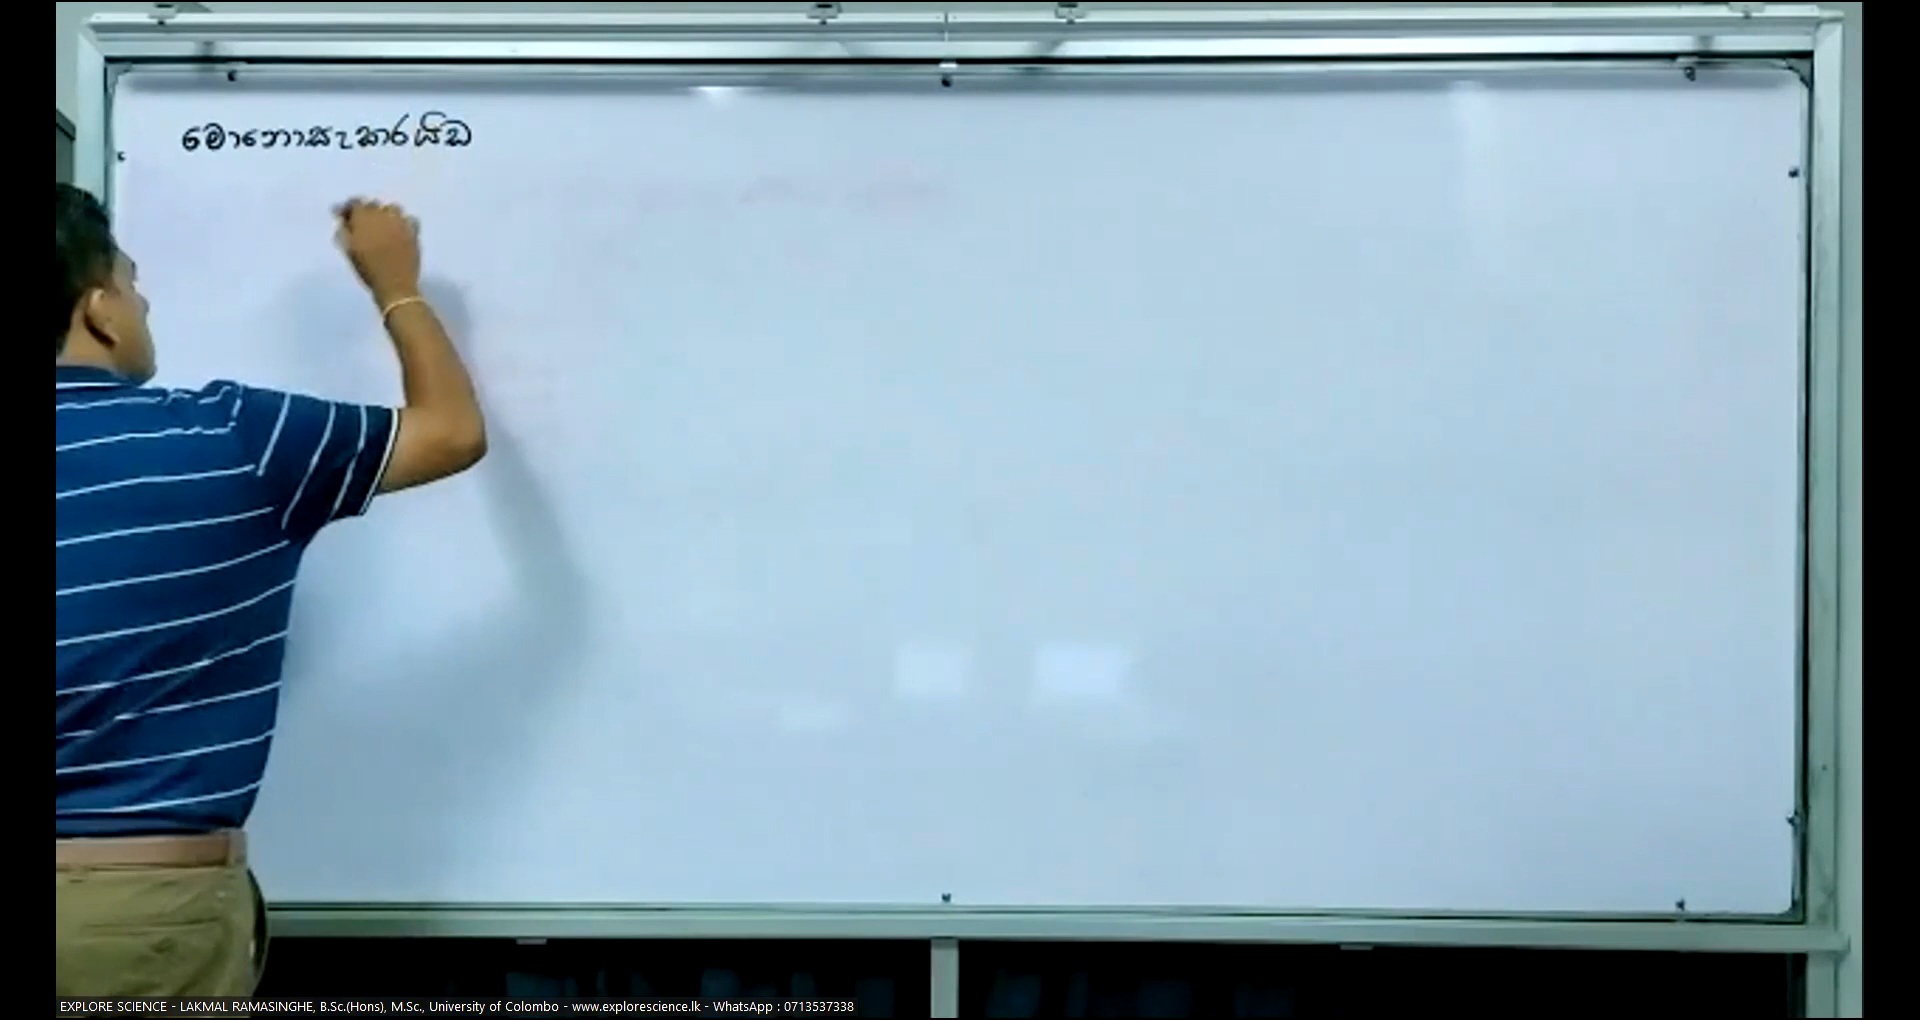 මොනොසැකරයිඩ
EXPLORE SCIENCE - LAKMAL RAMASINGHE, B.Sc.(Hons), M.Sc., University of Colombo - www.explorescience.lk - WhatsApp : 0713537338